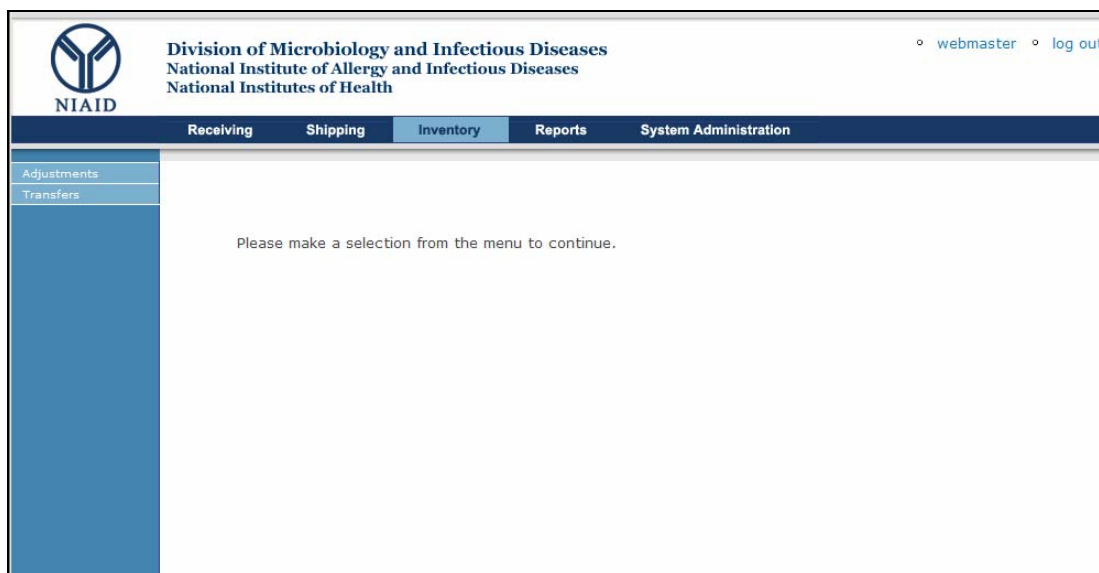 Division of Microbiology and Infectious Diseases
National Institute of Allergy and Infectious Diseases
National Institutes of Health
webmaster
log out
NIAID
Receiving
Shipping
Inventory
Reports
System Administration
Adjustments
Transfers
Please make a selection from the menu to continue.